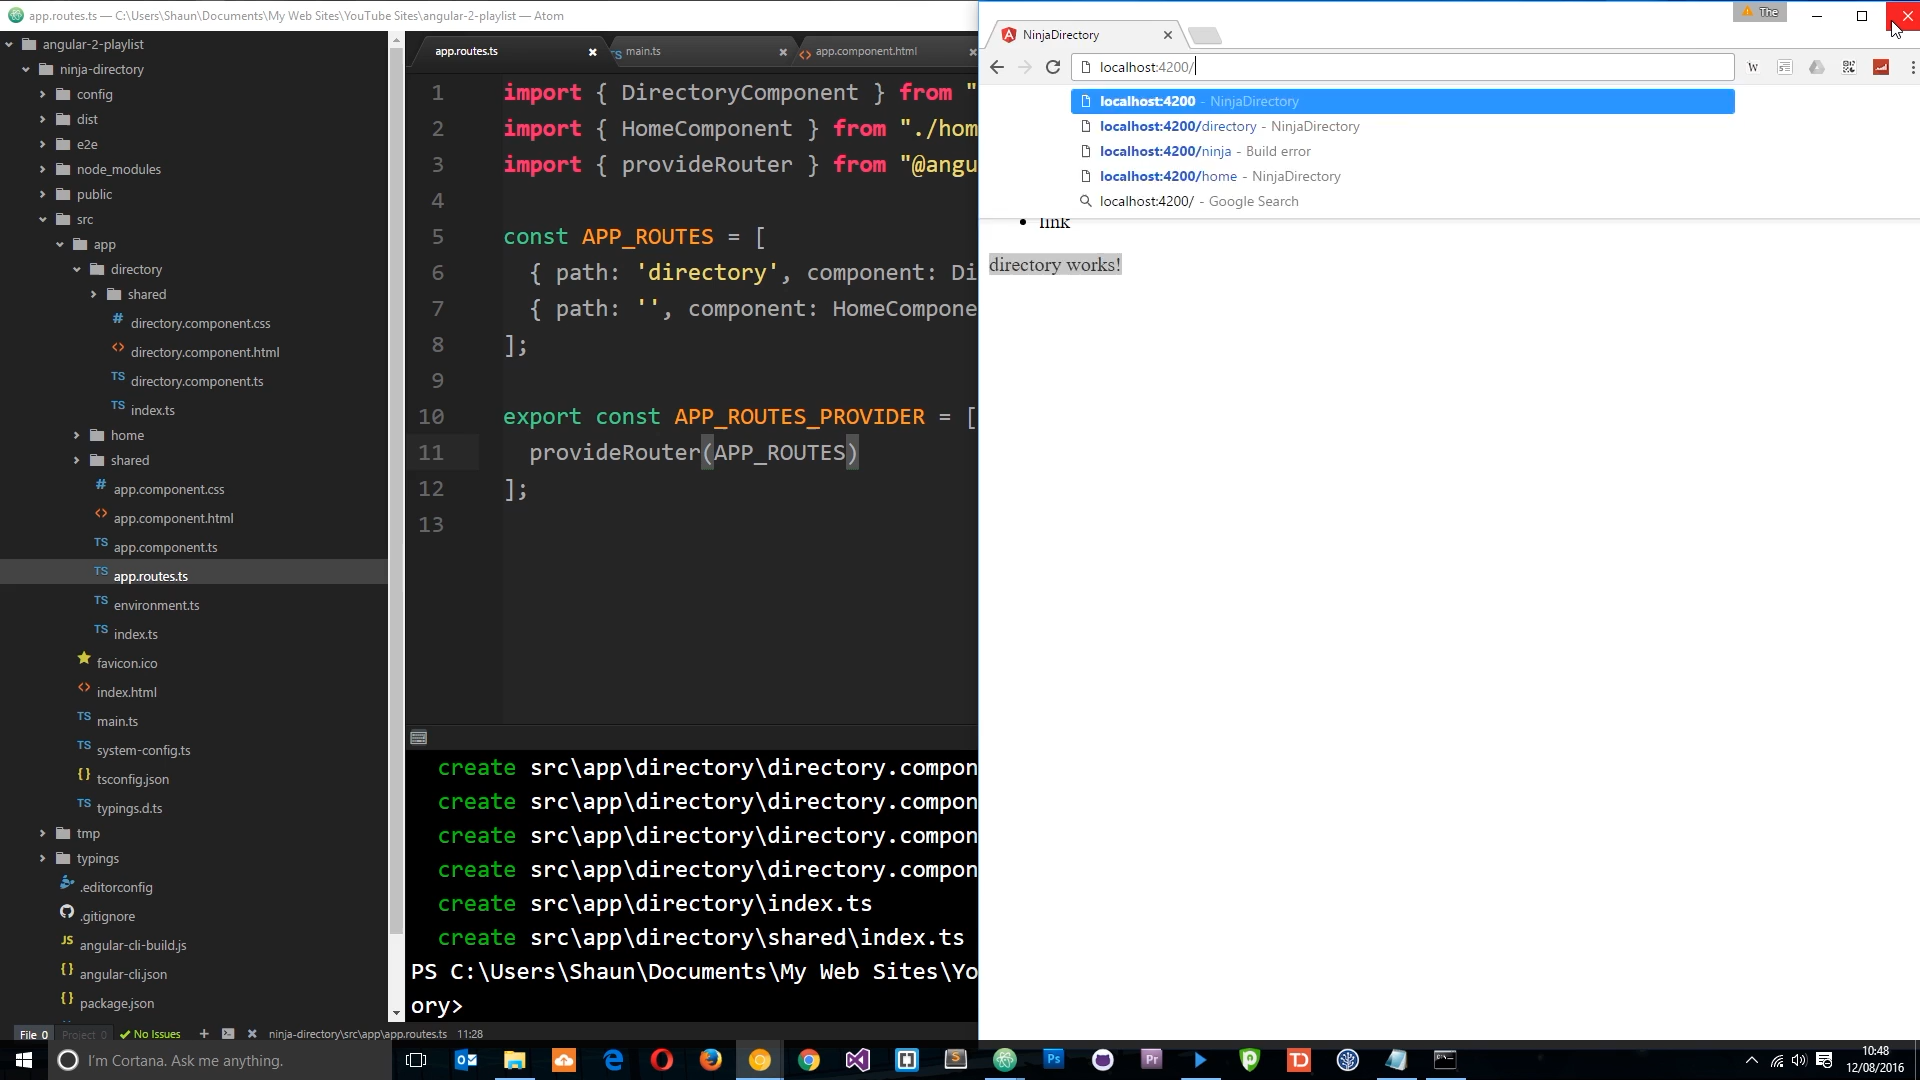 app.routes.ts — C:\Users\Shaun\Documents\My Web Sites\YouTube Sites\angular-2-playlist — Atom
angular-2-playlist
ninja-directory
config
dist
e2e
node_modules
public
src
app
directory
shared
directory.component.css
directory.component.html
directory.component.ts
index.ts
home
shared
app.component.css
app.component.html
app.component.ts
app.routes.ts
environment.ts
index.ts
favicon.ico
index.html
main.ts
system-config.ts
tsconfig.json
typings.d.ts
tmp
typings
.editorconfig
.gitignore
angular-cli-build.js
angular-cli.json
package.json
app.routes.ts
main.ts
app.component.html
1 import { DirectoryComponent } from "
2 import { HomeComponent } from "./hom
3 import { provideRouter } from "@angu
4
5 const APP_ROUTES = [
6 { path: 'directory', component: Di
7 { path: '', component: HomeCompone
8 ];
9
10 export const APP_ROUTES_PROVIDER = [
11 provideRouter(APP_ROUTES)
12 ];
13
create src\app\directory\directory.compon
create src\app\directory\directory.compon
create src\app\directory\directory.compon
create src\app\directory\directory.compon
create src\app\directory\index.ts
create src\app\directory\shared\index.ts
PS C:\Users\Shaun\Documents\My Web Sites\Yo
ory>
File 0 Project 0 No Issues ninja-directory\src\app\app.routes.ts 11:28
The
NinjaDirectory
localhost:4200/
localhost:4200 - NinjaDirectory
localhost:4200/directory - NinjaDirectory
localhost:4200/ninja - Build error
localhost:4200/home - NinjaDirectory
localhost:4200/ - Google Search
link
directory works!
I'm Cortana. Ask me anything.
10:48
12/08/2016